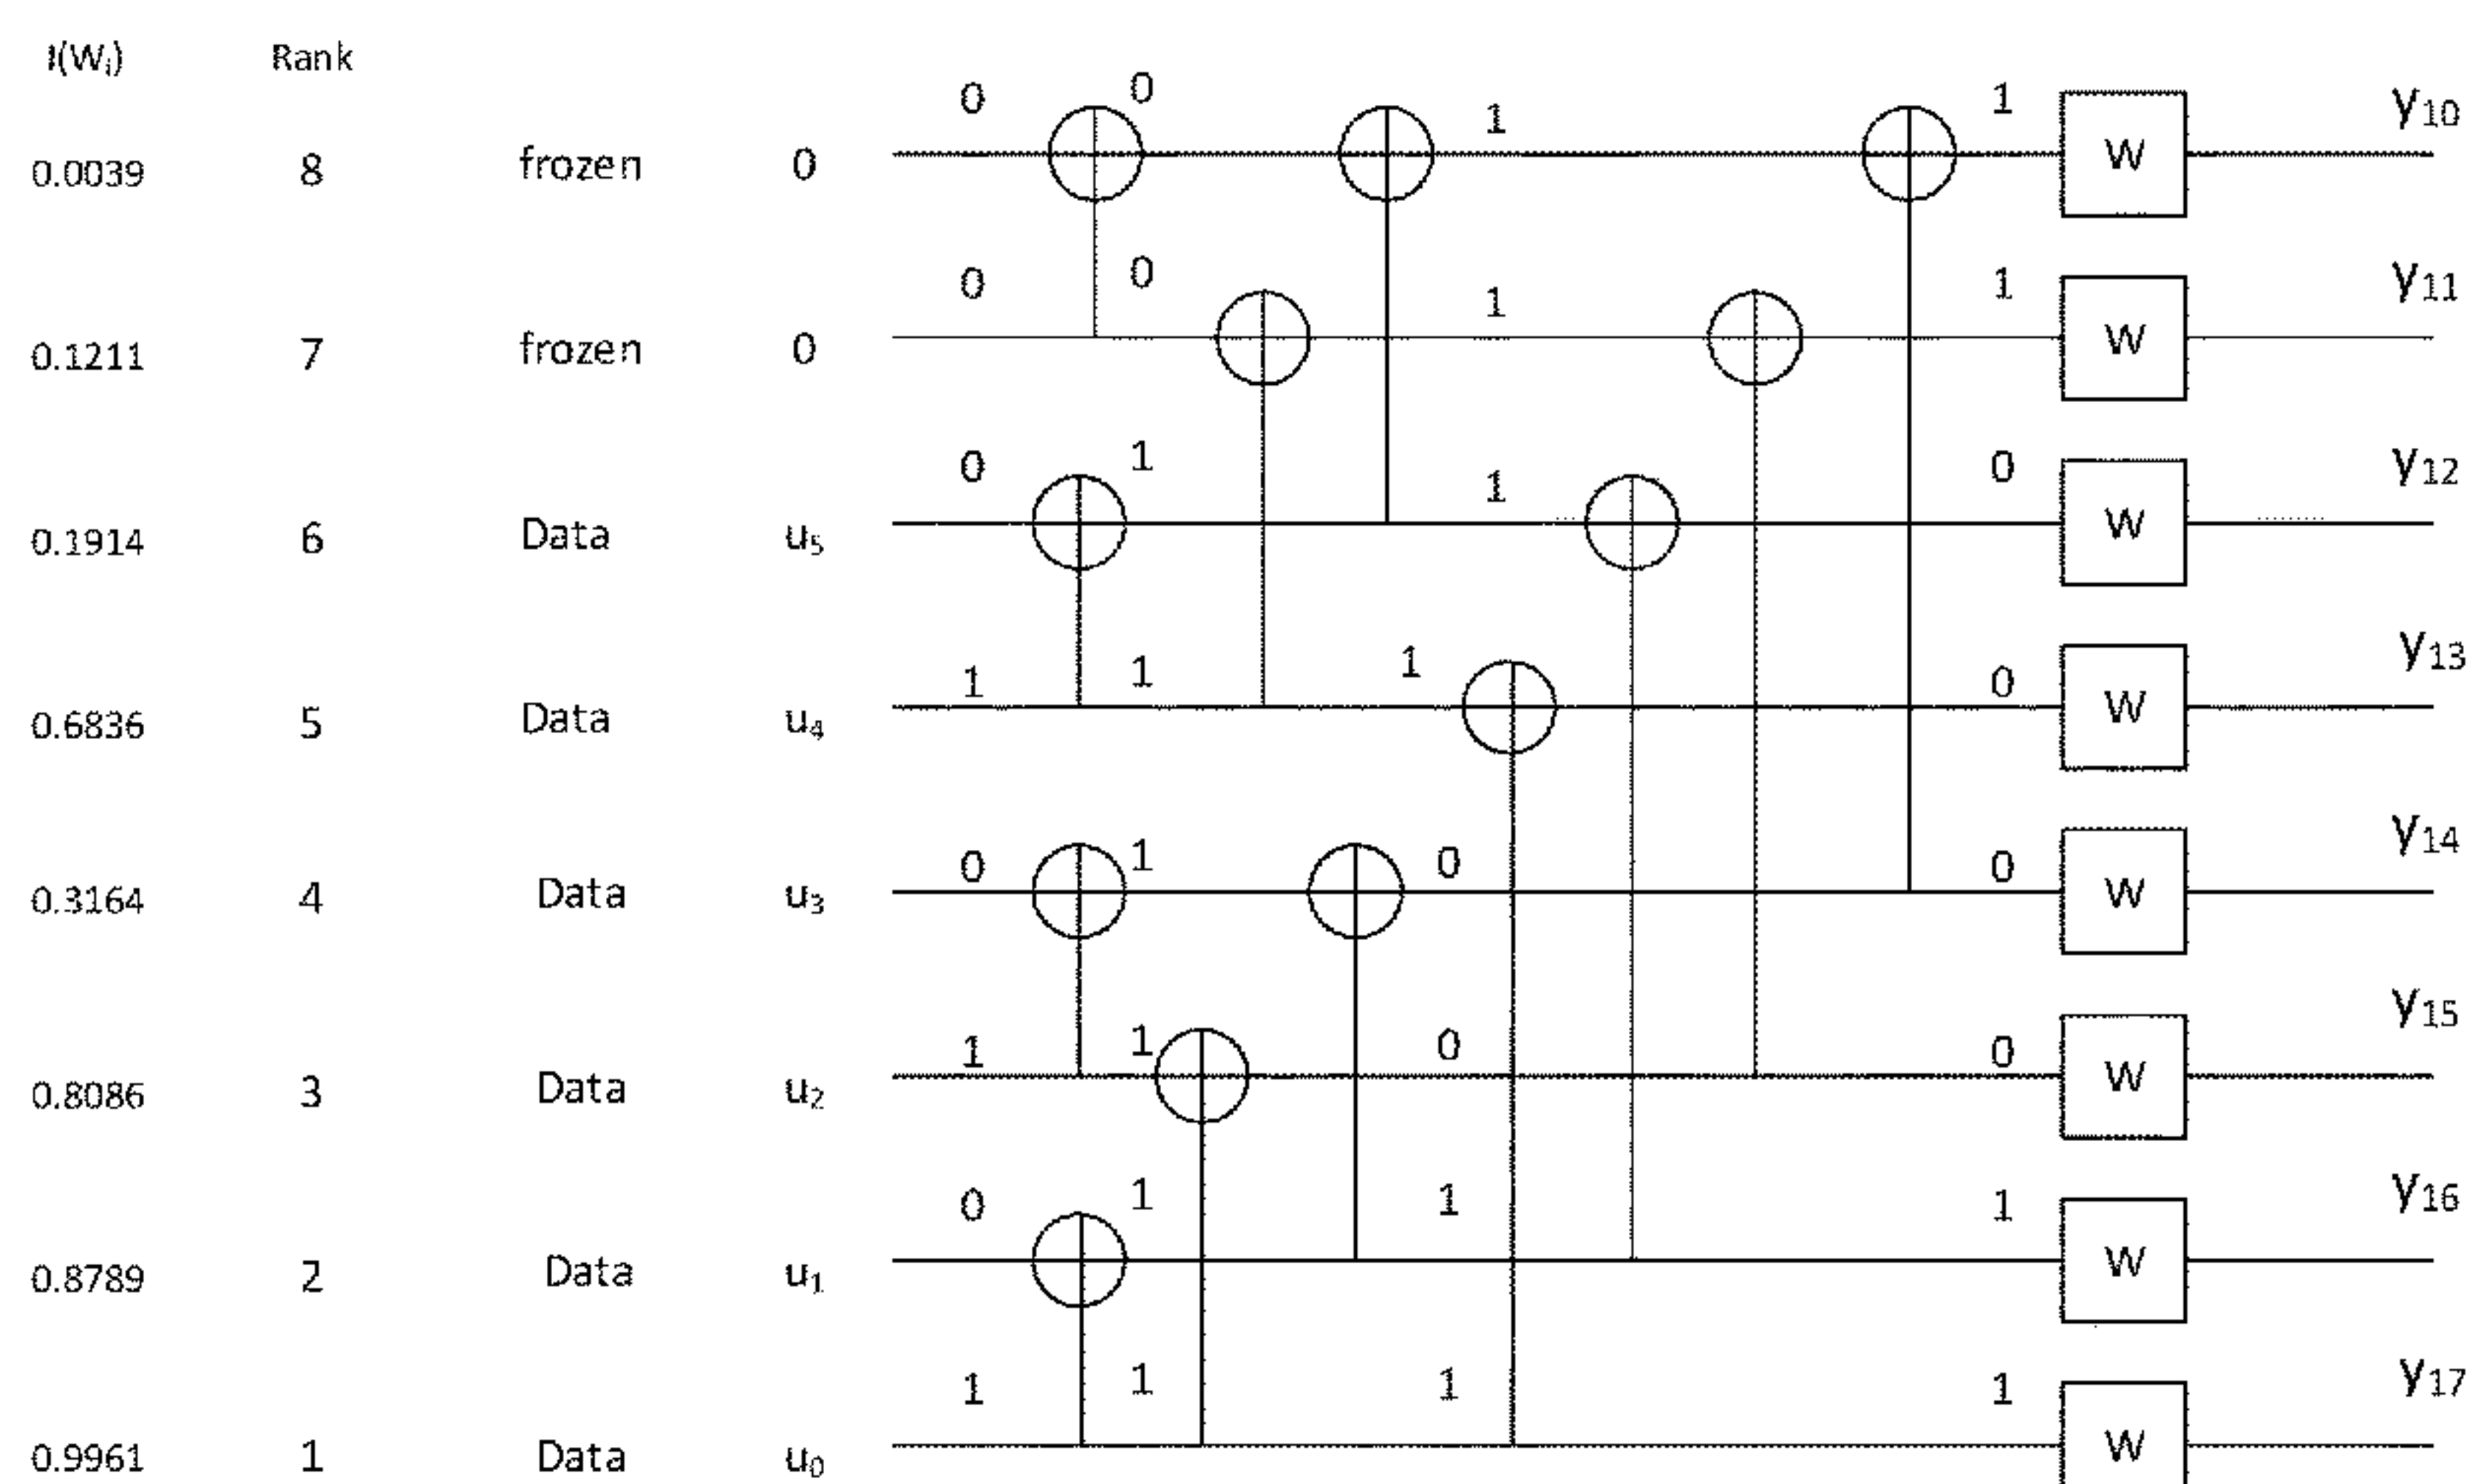 I(Wᵢ) Rank
0 0 1 1 y₁₀
0.0039 8 frozen 0 W
0 0 1 1 y₁₁
0.1211 7 frozen 0 W
0 1 1 0 y₁₂
0.1914 6 Data u₅ W
1 1 1 0 y₁₃
0.6836 5 Data u₄ W
0 1 0 0 y₁₄
0.3164 4 Data u₃ W
1 1 0 0 y₁₅
0.8086 3 Data u₂ W
0 1 1 1 y₁₆
0.8789 2 Data u₁ W
1 1 1 1 y₁₇
0.9961 1 Data u₀ W